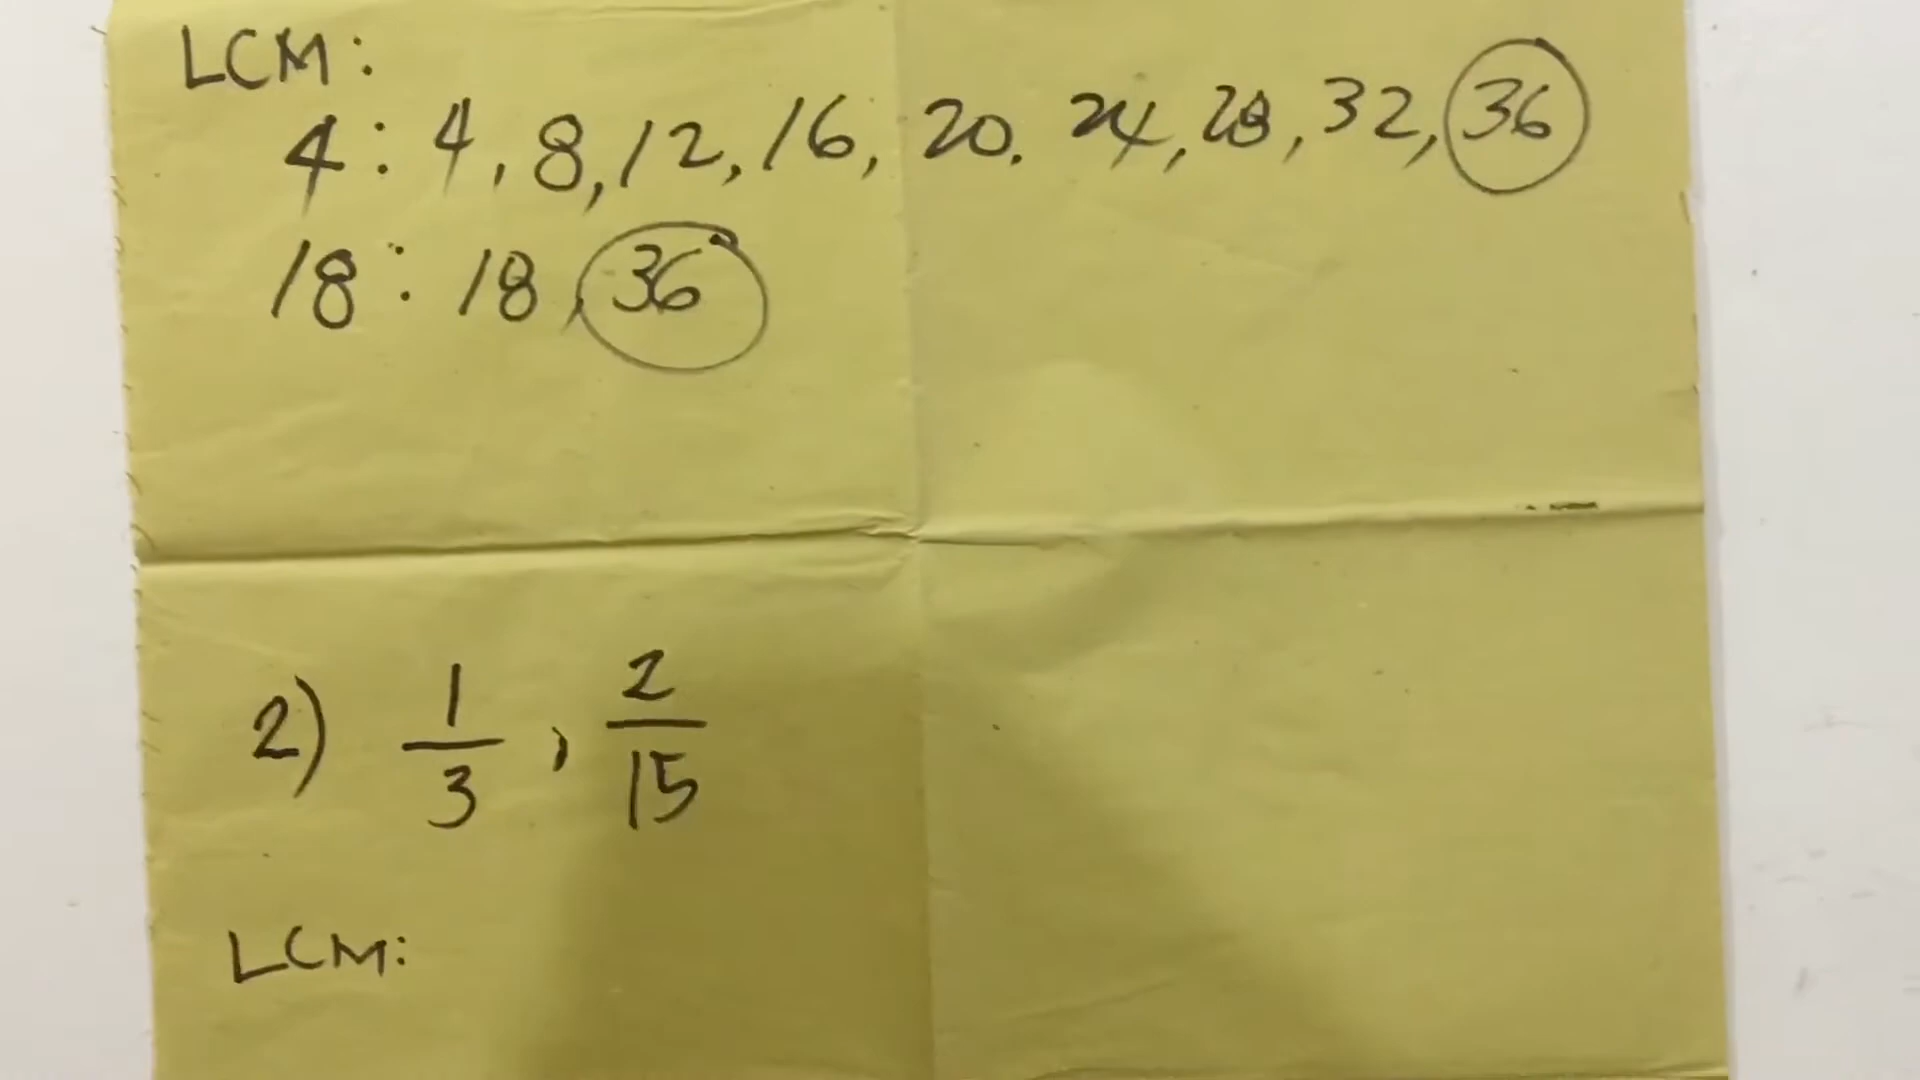 LCM:
4: 4, 8, 12, 16, 20, 24, 28, 32, 36
18: 18, 36
2) 1/3, 2/15
LCM: